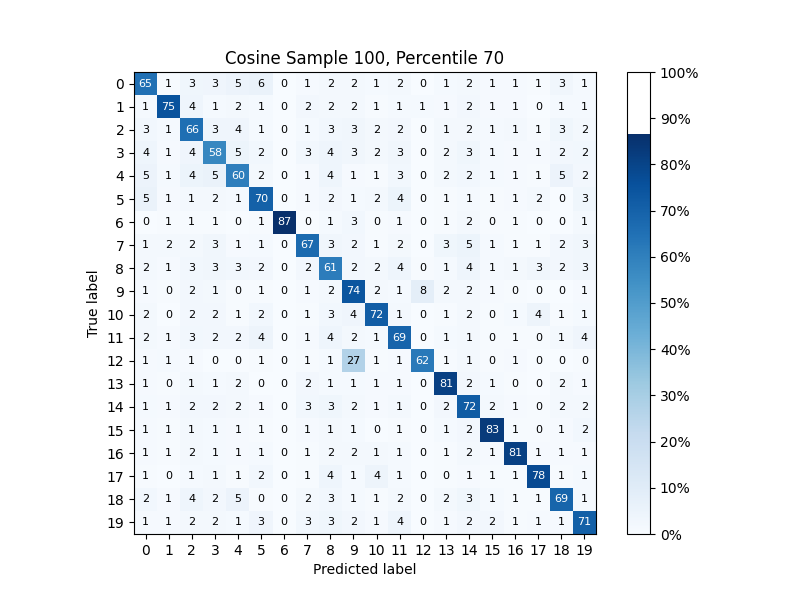 Cosine Sample 100, Percentile 70
0 65 1 3 3 5 6 0 1 2 2 1 2 0 1 2 1 1 1 3 1
1 1 75 4 1 2 1 0 2 2 2 1 1 1 1 2 1 1 0 1 1
2 3 1 66 3 4 1 0 1 3 3 2 2 0 1 2 1 1 1 3 2
3 4 1 4 58 5 2 0 3 4 3 2 3 0 2 3 1 1 1 2 2
4 5 1 4 5 60 2 0 1 4 1 1 3 0 2 2 1 1 1 5 2
5 5 1 1 2 1 70 0 1 2 1 2 4 0 1 1 1 1 2 0 3
6 0 1 1 1 0 1 87 0 1 3 0 1 0 1 2 0 1 0 0 1
7 1 2 2 3 1 1 0 67 3 2 1 2 0 3 5 1 1 1 2 3
8 2 1 3 3 3 2 0 2 61 2 2 4 0 1 4 1 1 3 2 3
9 1 0 2 1 0 1 0 1 2 74 2 1 8 2 2 1 0 0 0 1
10 2 0 2 2 1 2 0 1 3 4 72 1 0 1 2 0 1 4 1 1
11 2 1 3 2 2 4 0 1 4 2 1 69 0 1 1 0 1 0 1 4
12 1 1 1 0 0 1 0 1 1 27 1 1 62 1 1 0 1 0 0 0
13 1 0 1 1 2 0 0 2 1 1 1 1 0 81 2 1 0 0 2 1
14 1 1 2 2 2 1 0 3 3 2 1 1 0 2 72 2 1 0 2 2
15 1 1 1 1 1 1 0 1 1 1 0 1 0 1 2 83 1 0 1 2
16 1 1 2 1 1 1 0 1 2 2 1 1 0 1 2 1 81 1 1 1
17 1 0 1 1 1 2 0 1 4 1 4 1 0 0 1 1 1 78 1 1
18 2 1 4 2 5 0 0 2 3 1 1 2 0 2 3 1 1 1 69 1
19 1 1 2 2 1 3 0 3 3 2 1 4 0 1 2 2 1 1 1 71
0 1 2 3 4 5 6 7 8 9 10 11 12 13 14 15 16 17 18 19
Predicted label
True label
100%
90%
80%
70%
60%
50%
40%
30%
20%
10%
0%